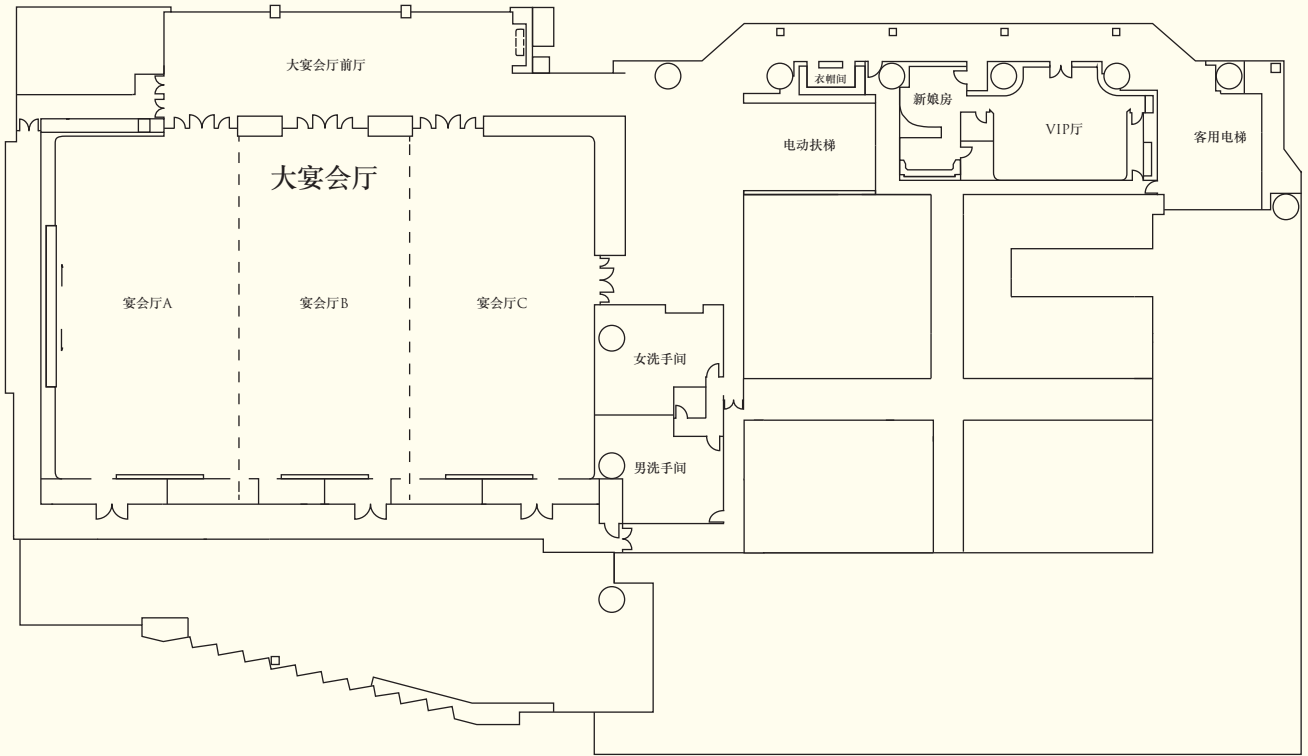 大宴会厅前厅
衣帽间
新娘房
VIP厅
客用电梯
电动扶梯
大宴会厅
宴会厅A
宴会厅B
宴会厅C
女洗手间
男洗手间